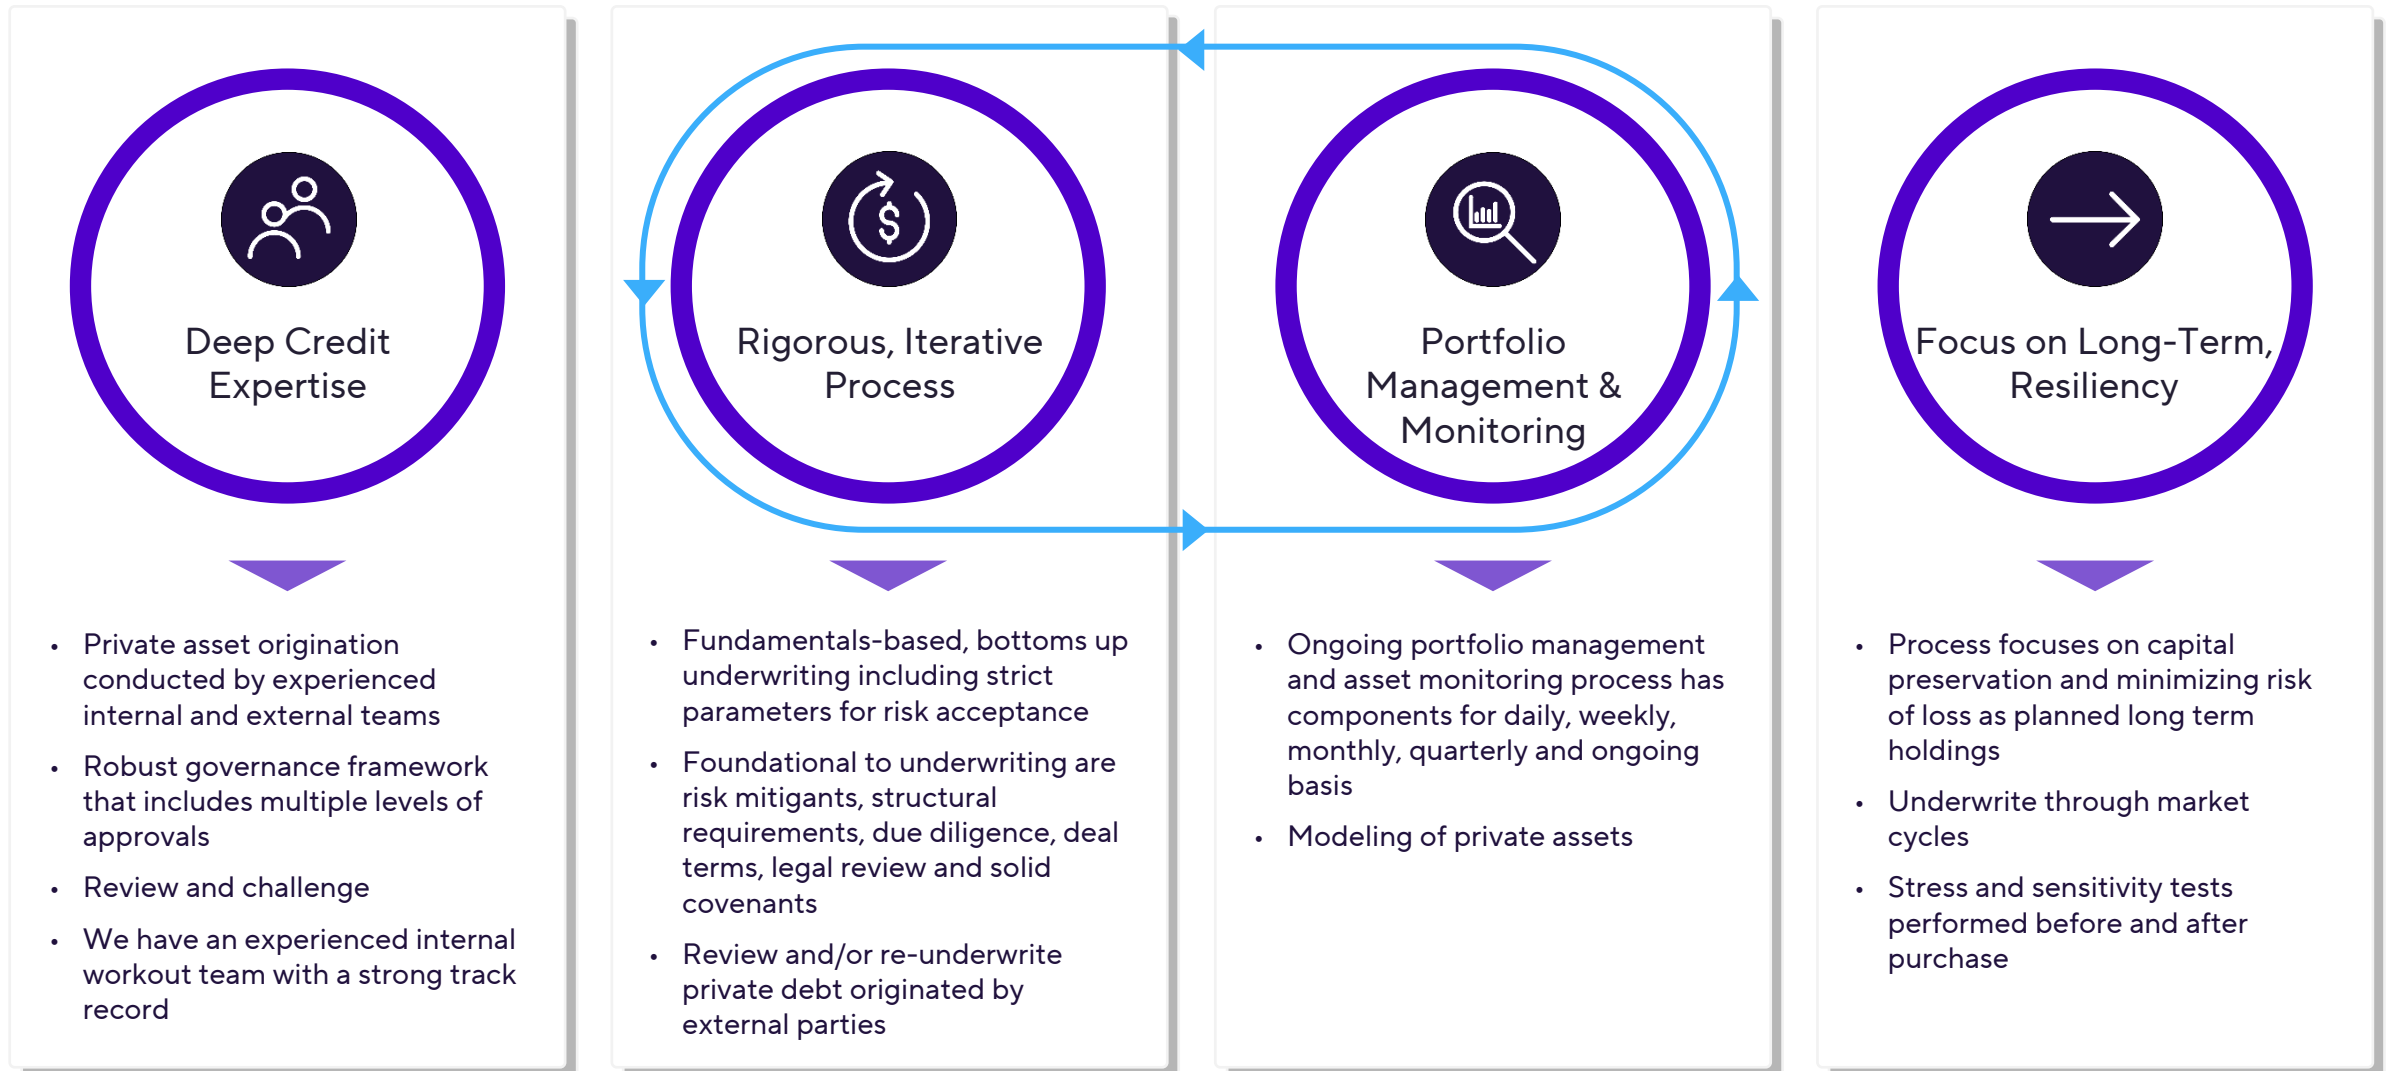 Deep Credit
Expertise
• Private asset origination
conducted by experienced
internal and external teams
• Robust governance framework
that includes multiple levels of
approvals
• Review and challenge
• We have an experienced internal
workout team with a strong track
record
$
Rigorous, Iterative
Process
• Fundamentals-based, bottoms up
underwriting including strict
parameters for risk acceptance
• Foundational to underwriting are
risk mitigants, structural
requirements, due diligence, deal
terms, legal review and solid
covenants
• Review and/or re-underwrite
private debt originated by
external parties
Portfolio
Management &
Monitoring
• Ongoing portfolio management
and asset monitoring process has
components for daily, weekly,
monthly, quarterly and ongoing
basis
• Modeling of private assets
Focus on Long-Term,
Resiliency
• Process focuses on capital
preservation and minimizing risk
of loss as planned long term
holdings
• Underwrite through market
cycles
• Stress and sensitivity tests
performed before and after
purchase